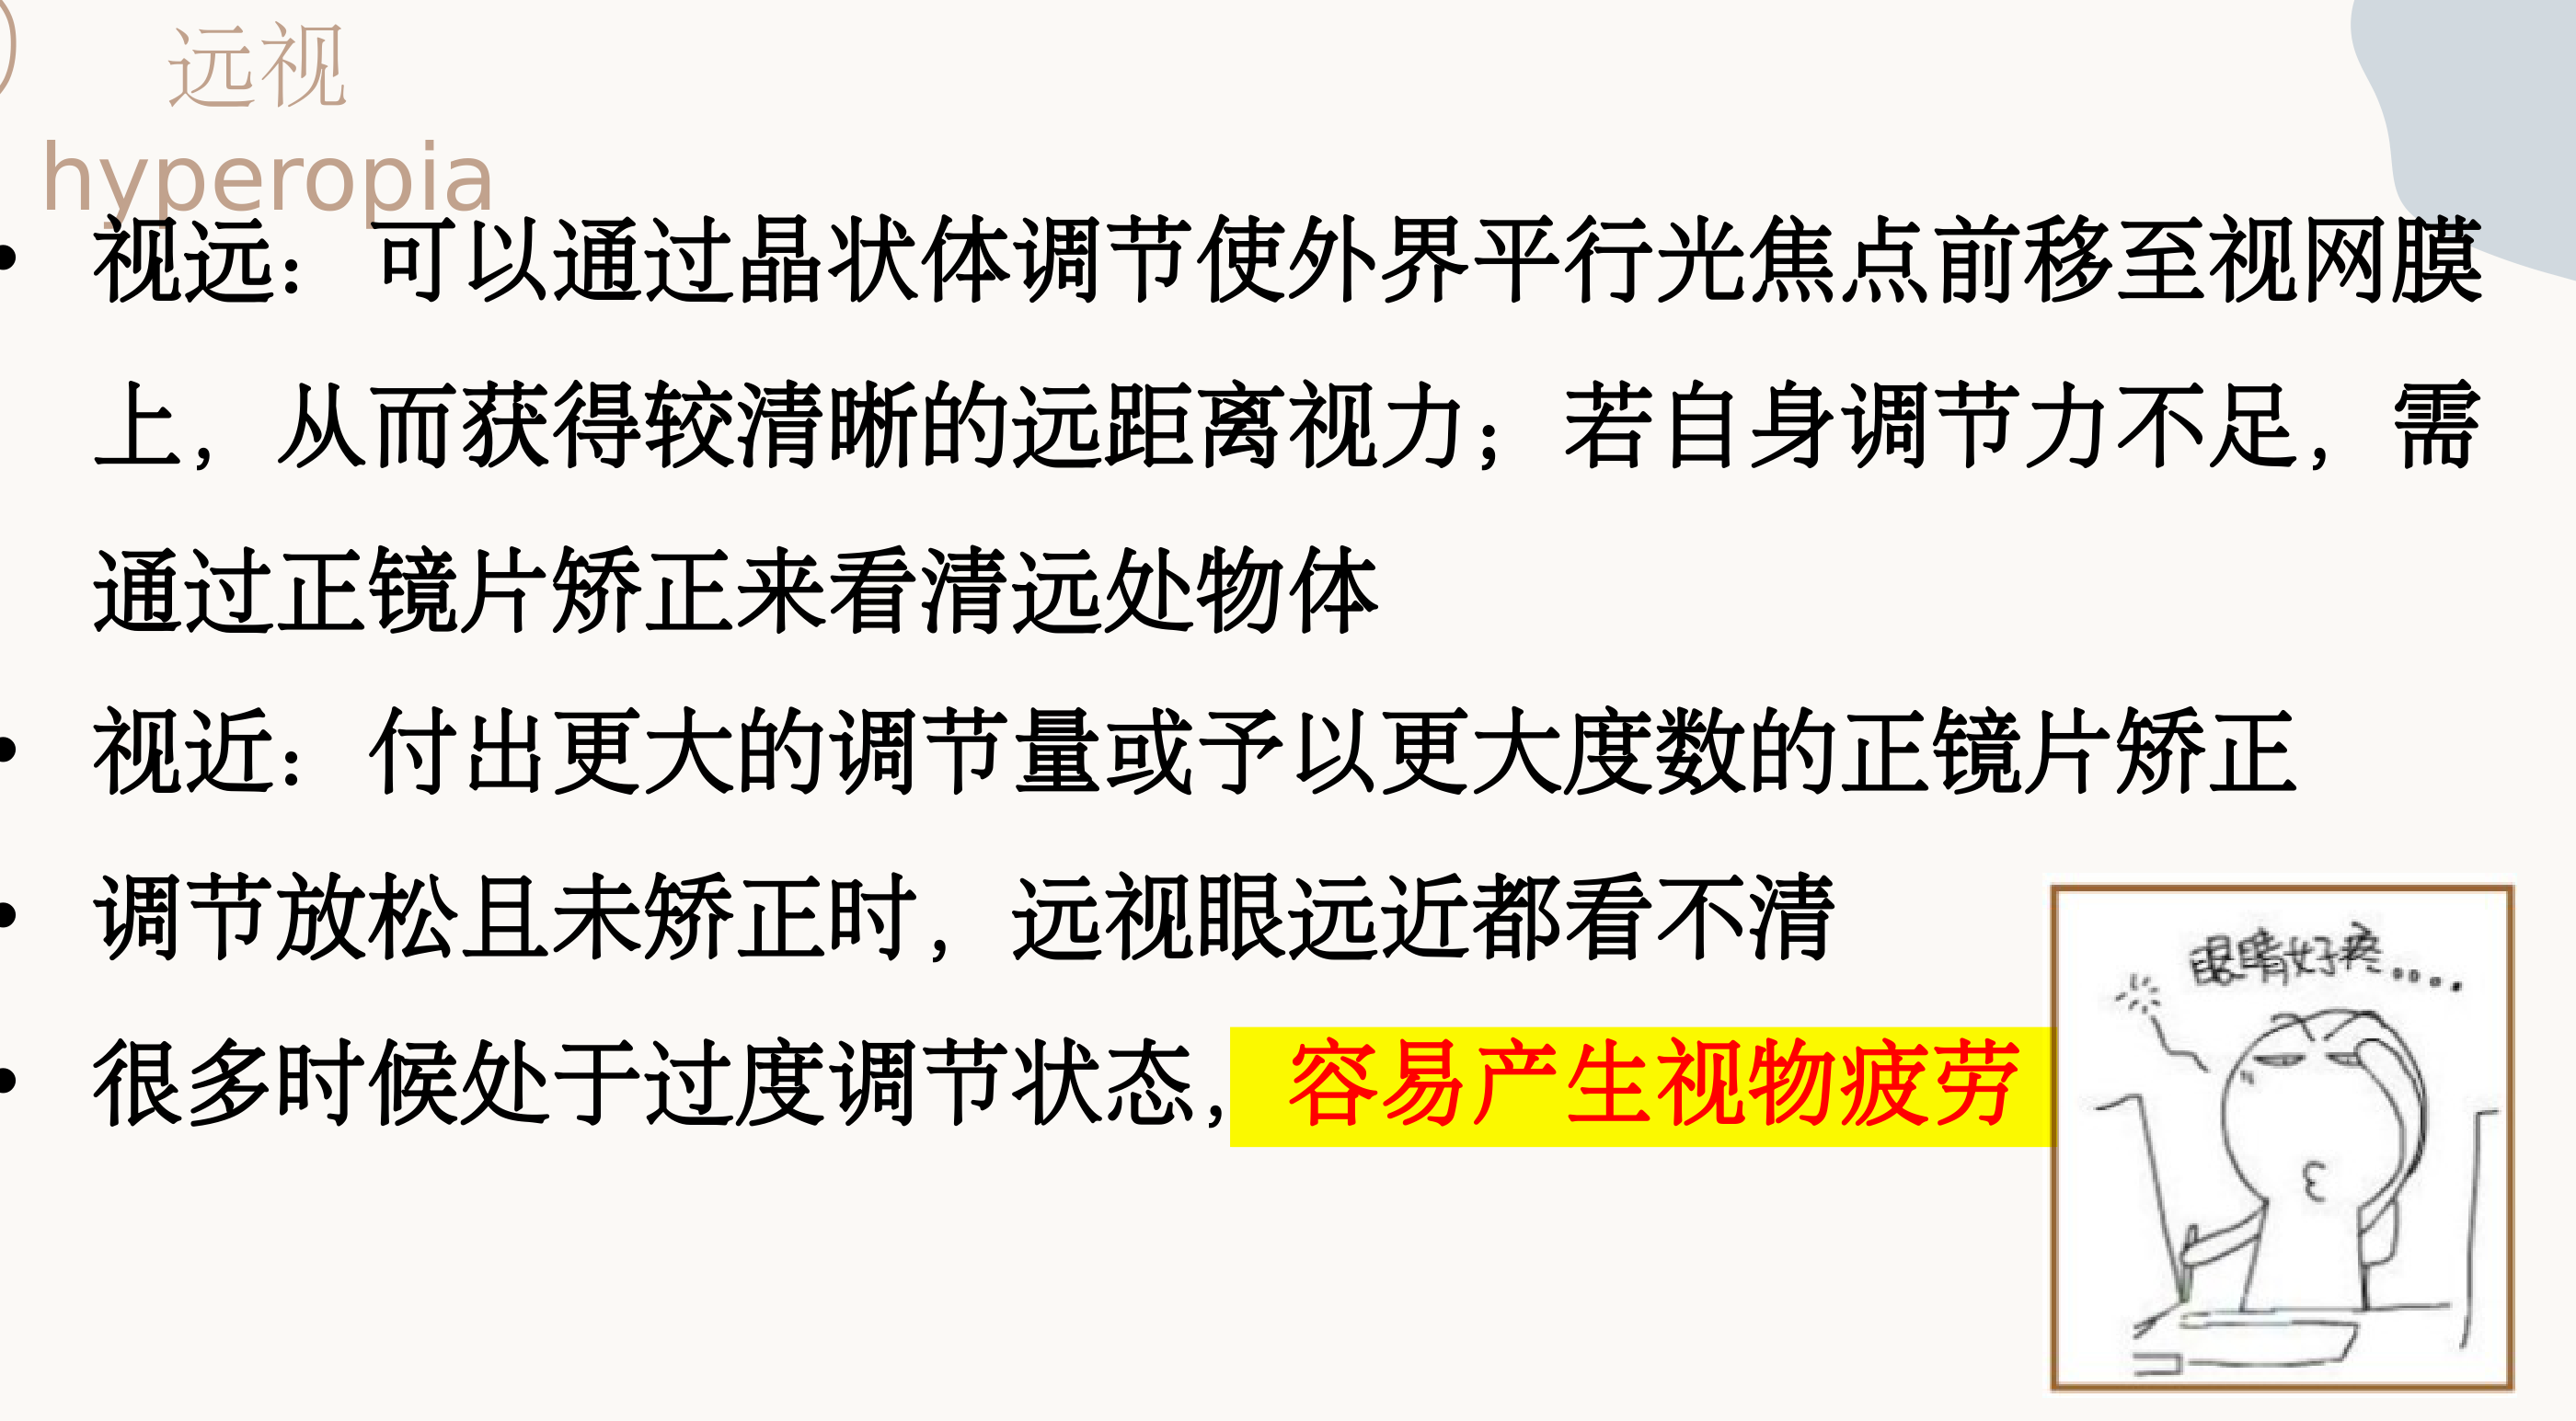 远视
hyperopia
• 视远：可以通过晶状体调节使外界平行光焦点前移至视网膜
上，从而获得较清晰的远距离视力；若自身调节力不足，需
通过正镜片矫正来看清远处物体
• 视近：付出更大的调节量或予以更大度数的正镜片矫正
• 调节放松且未矫正时，远视眼远近都看不清
• 很多时候处于过度调节状态，容易产生视物疲劳
眼睛好疼....